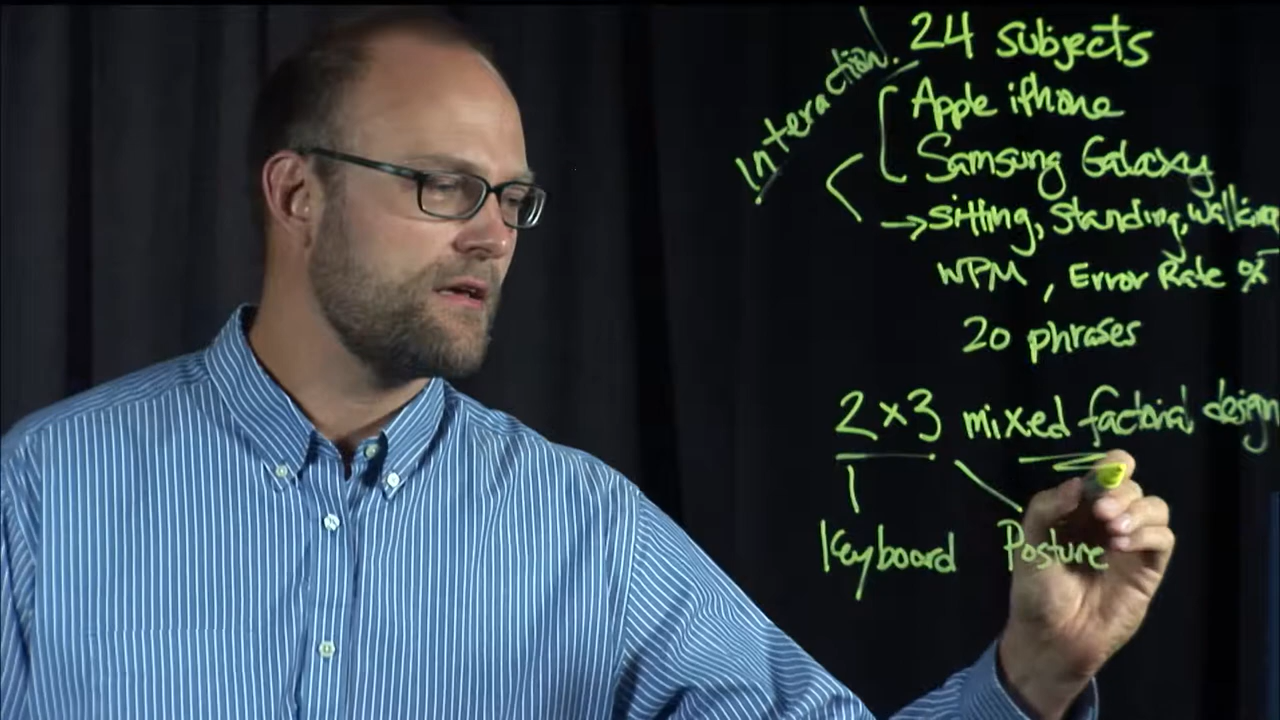 Interaction.
24 subjects
Apple iPhone
Samsung Galaxy
→ Sitting, Standing, Walking
WPM, Error Rate %
20 phrases
2x3 mixed factorial design
Keyboard Posture